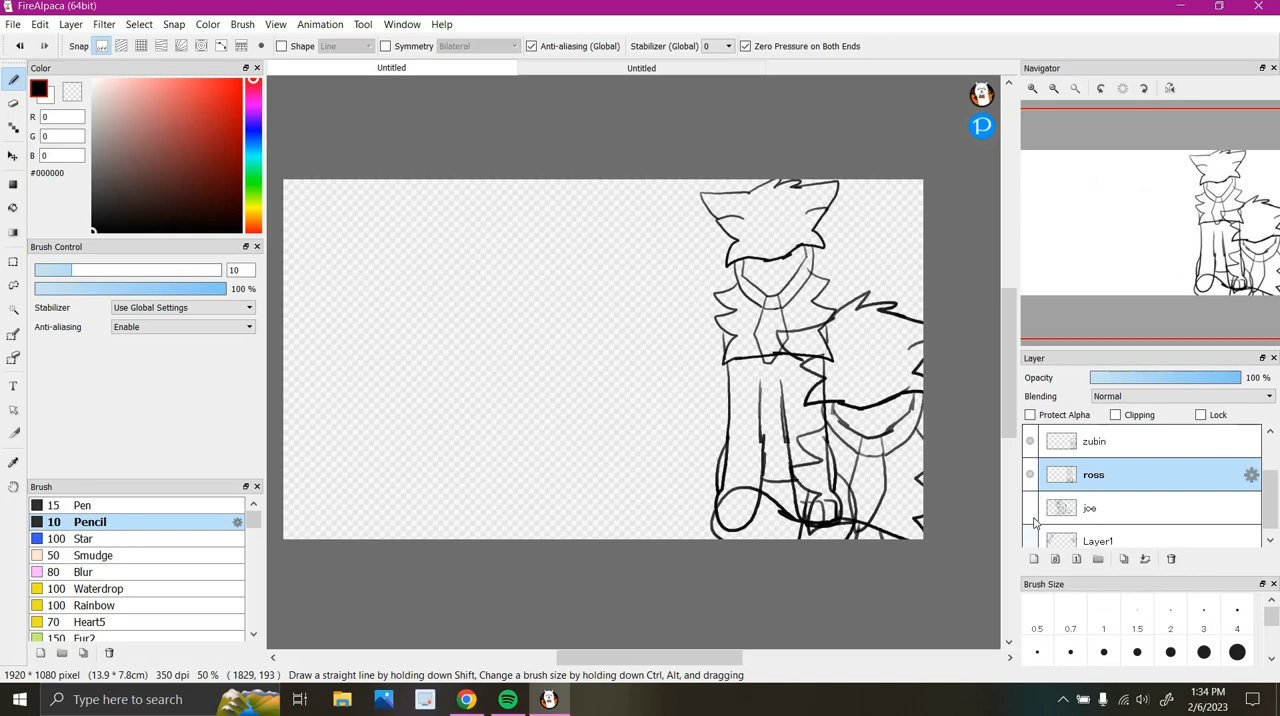 FireAlpaca (64bit)
File Edit Layer Filter Select Snap Color Brush View Animation Tool Window Help
Snap off Shape Line Symmetry Bilateral Anti-aliasing (Global) Stabilizer (Global) 0 Zero Pressure on Both Ends
Color
Untitled Untitled
Navigator
R 0
G 0
B 0
#000000
Brush Control
10
100 %
Stabilizer Use Global Settings
Anti-aliasing Enable
Layer
Opacity 100 %
Blending Normal
Protect Alpha Clipping Lock
zubin
ross
joe
Layer1
Brush
15 Pen
10 Pencil
100 Star
50 Smudge
80 Blur
100 Waterdrop
100 Rainbow
70 Heart5
150 Fur2
Brush Size
0.5 0.7 1 1.5 2 3 4
1920 * 1080 pixel (13.9 * 7.8cm) 350 dpi 50 % (1829, 193) Draw a straight line by holding down Shift, Change a brush size by holding down Ctrl, Alt, and dragging
Type here to search
1:34 PM
2/6/2023